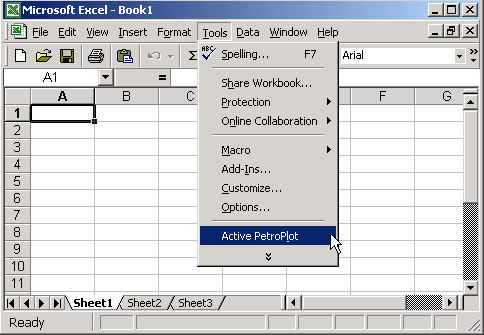 Microsoft Excel - Book1
File Edit View Insert Format Tools Data Window Help
Σ Arial
A1 =
A B C F G
1
2
3
4
5
6
7
8
9
10
11
ABC Spelling... F7
Share Workbook...
Protection
Online Collaboration
Macro
Add-Ins...
Customize...
Options...
Active PetroPlot
Sheet1 Sheet2 Sheet3
Ready